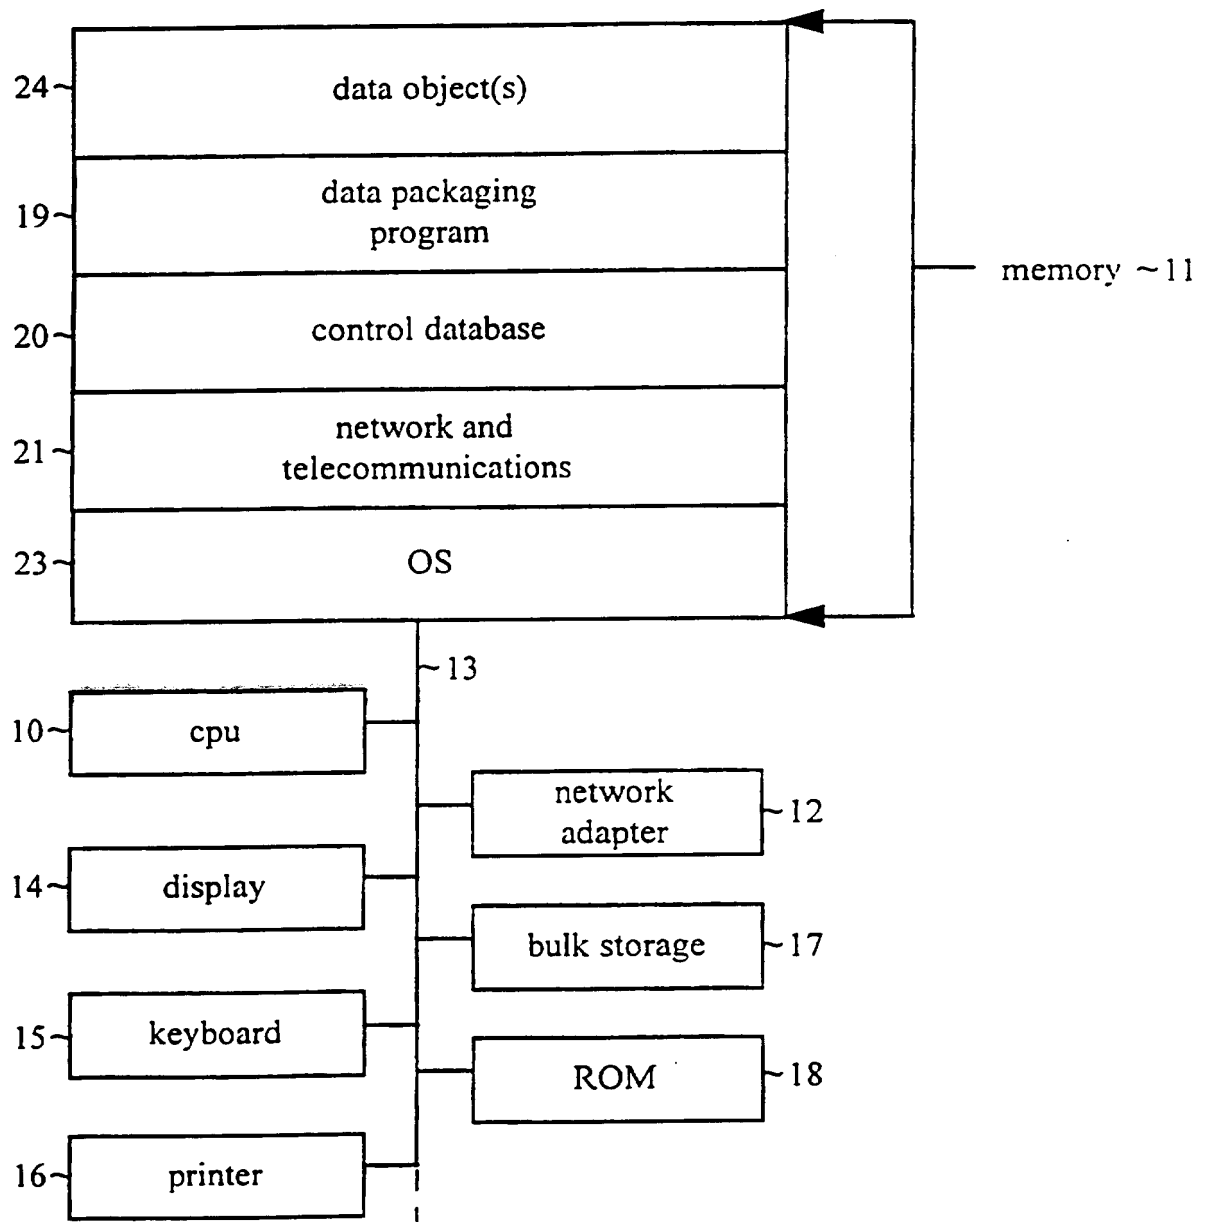 24~ data object(s)
19~ data packaging
program
memory ~11
20~ control database
21~ network and
telecommunications
23~ OS
~13
10~ cpu
network
adapter ~12
14~ display
bulk storage ~17
15~ keyboard
ROM ~18
16~ printer